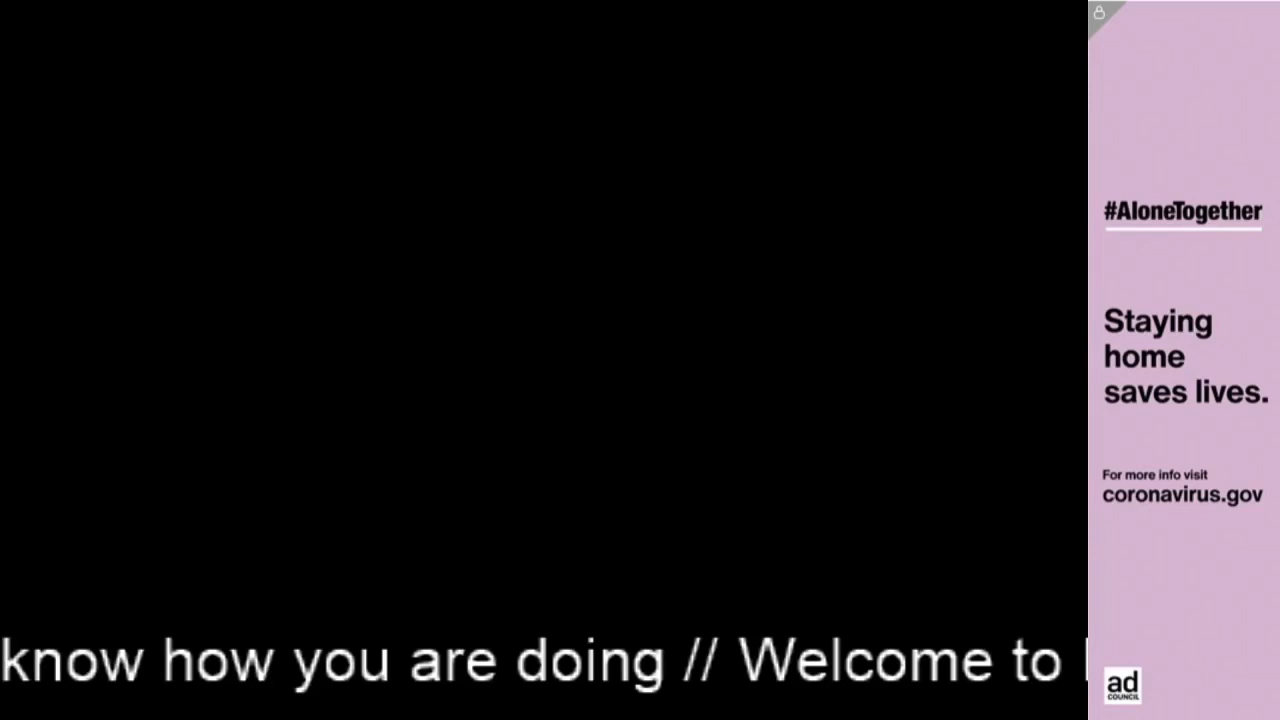 #AloneTogether
Staying
home
saves lives.
For more info visit
coronavirus.gov
know how you are doing // Welcome to
ad
COUNCIL